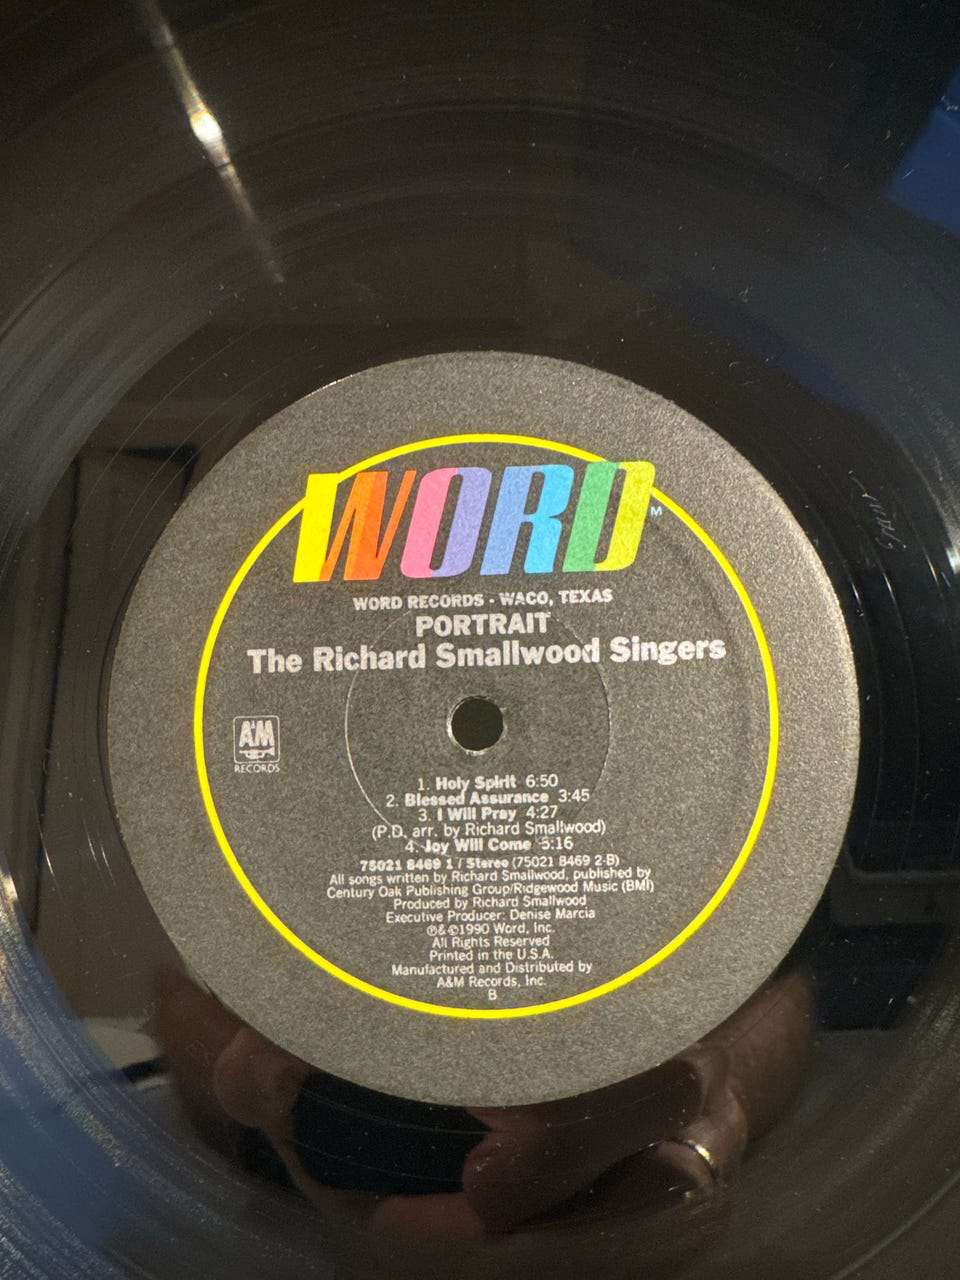 WORD
M
WORD RECORDS - WACO, TEXAS
PORTRAIT
The Richard Smallwood Singers
A&M
RECORDS
1. Holy Spirit 6:50
2. Blessed Assurance 3:45
3. I Will Pray 4:27
(P.D. arr. by Richard Smallwood)
4. Joy Will Come 5:16
75021 8469 1 / Stereo (75021 8469 2-B)
All songs written by Richard Smallwood, published by
Century Oak Publishing Group/Ridgewood Music (BMI)
Produced by Richard Smallwood
Executive Producer: Denise Marcia
℗&©1990 Word, Inc.
All Rights Reserved
Printed in the U.S.A.
Manufactured and Distributed by
A&M Records, Inc.
B